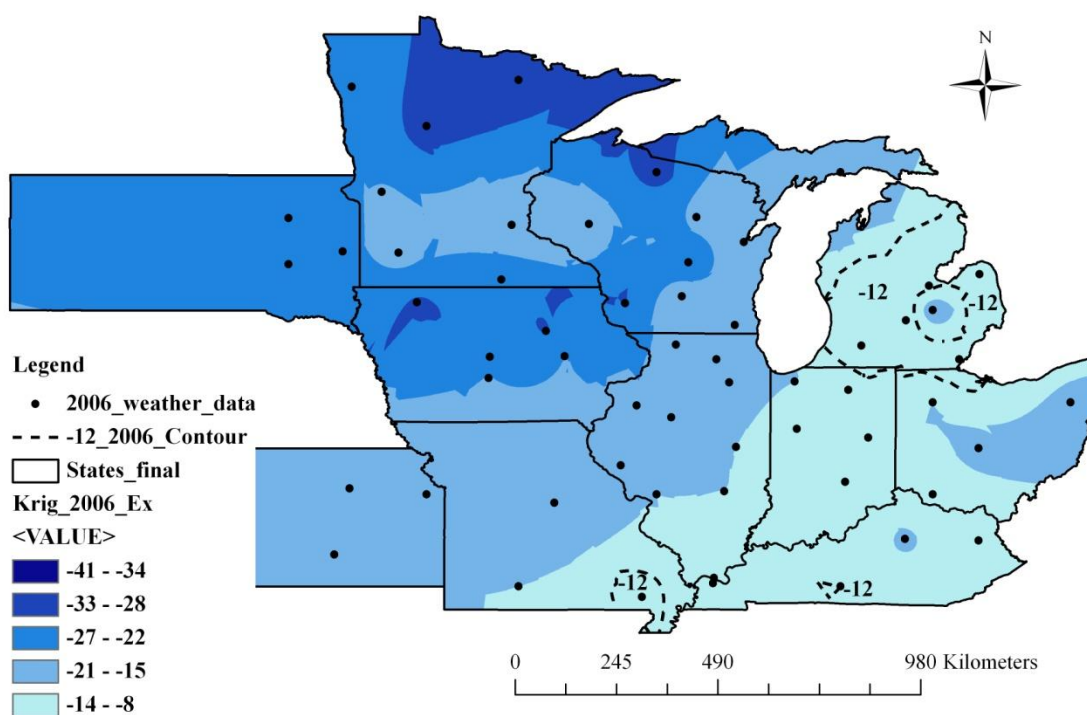 N
-12
-12
Legend
2006_weather_data
-12_2006_Contour
States_final
Krig_2006_Ex
<VALUE>
-41 - -34
-33 - -28
-27 - -22
-21 - -15
-14 - -8
-12
-12
0 245 490 980 Kilometers